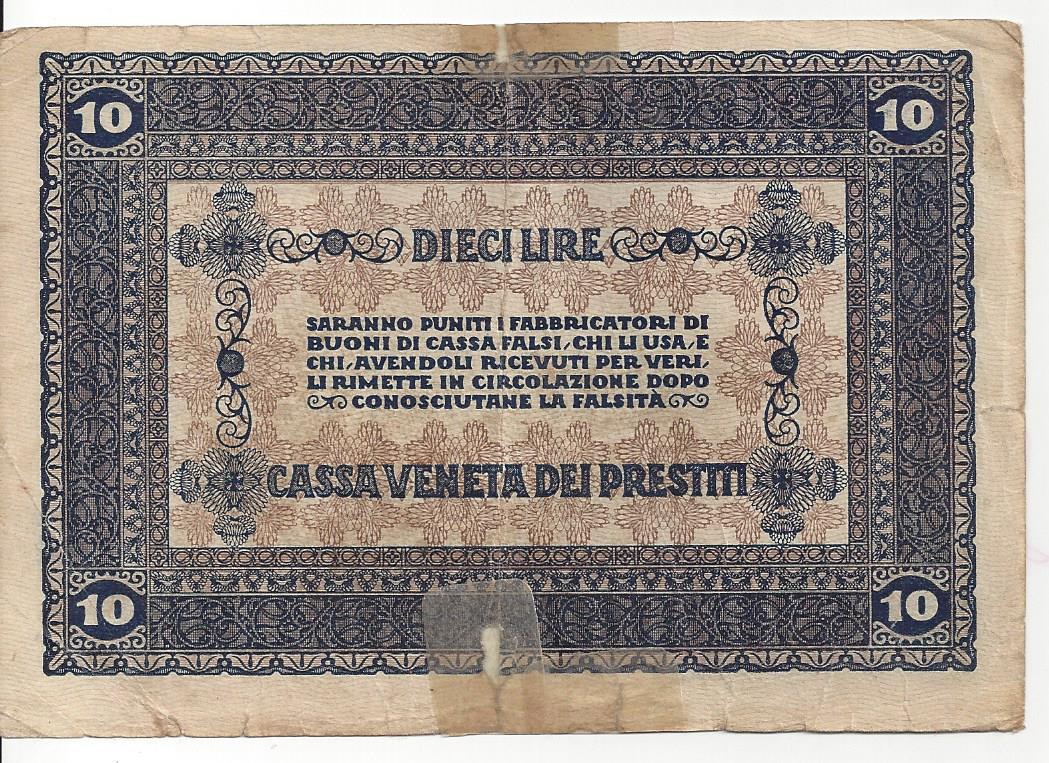 10 10
DIECI LIRE
SARANNO PUNITI I FABBRICATORI DI
BUONI DI CASSA FALSI, CHI LI USA, E
CHI, AVENDOLI RICEVUTI PER VERI,
LI RIMETTE IN CIRCOLAZIONE DOPO
CONOSCIUTANE LA FALSITÀ
CASSA VENETA DEI PRESTITI
10 10